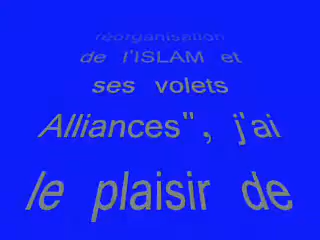 réorganisation
de l'ISLAM et
ses volets
Alliances", j'ai
le plaisir de